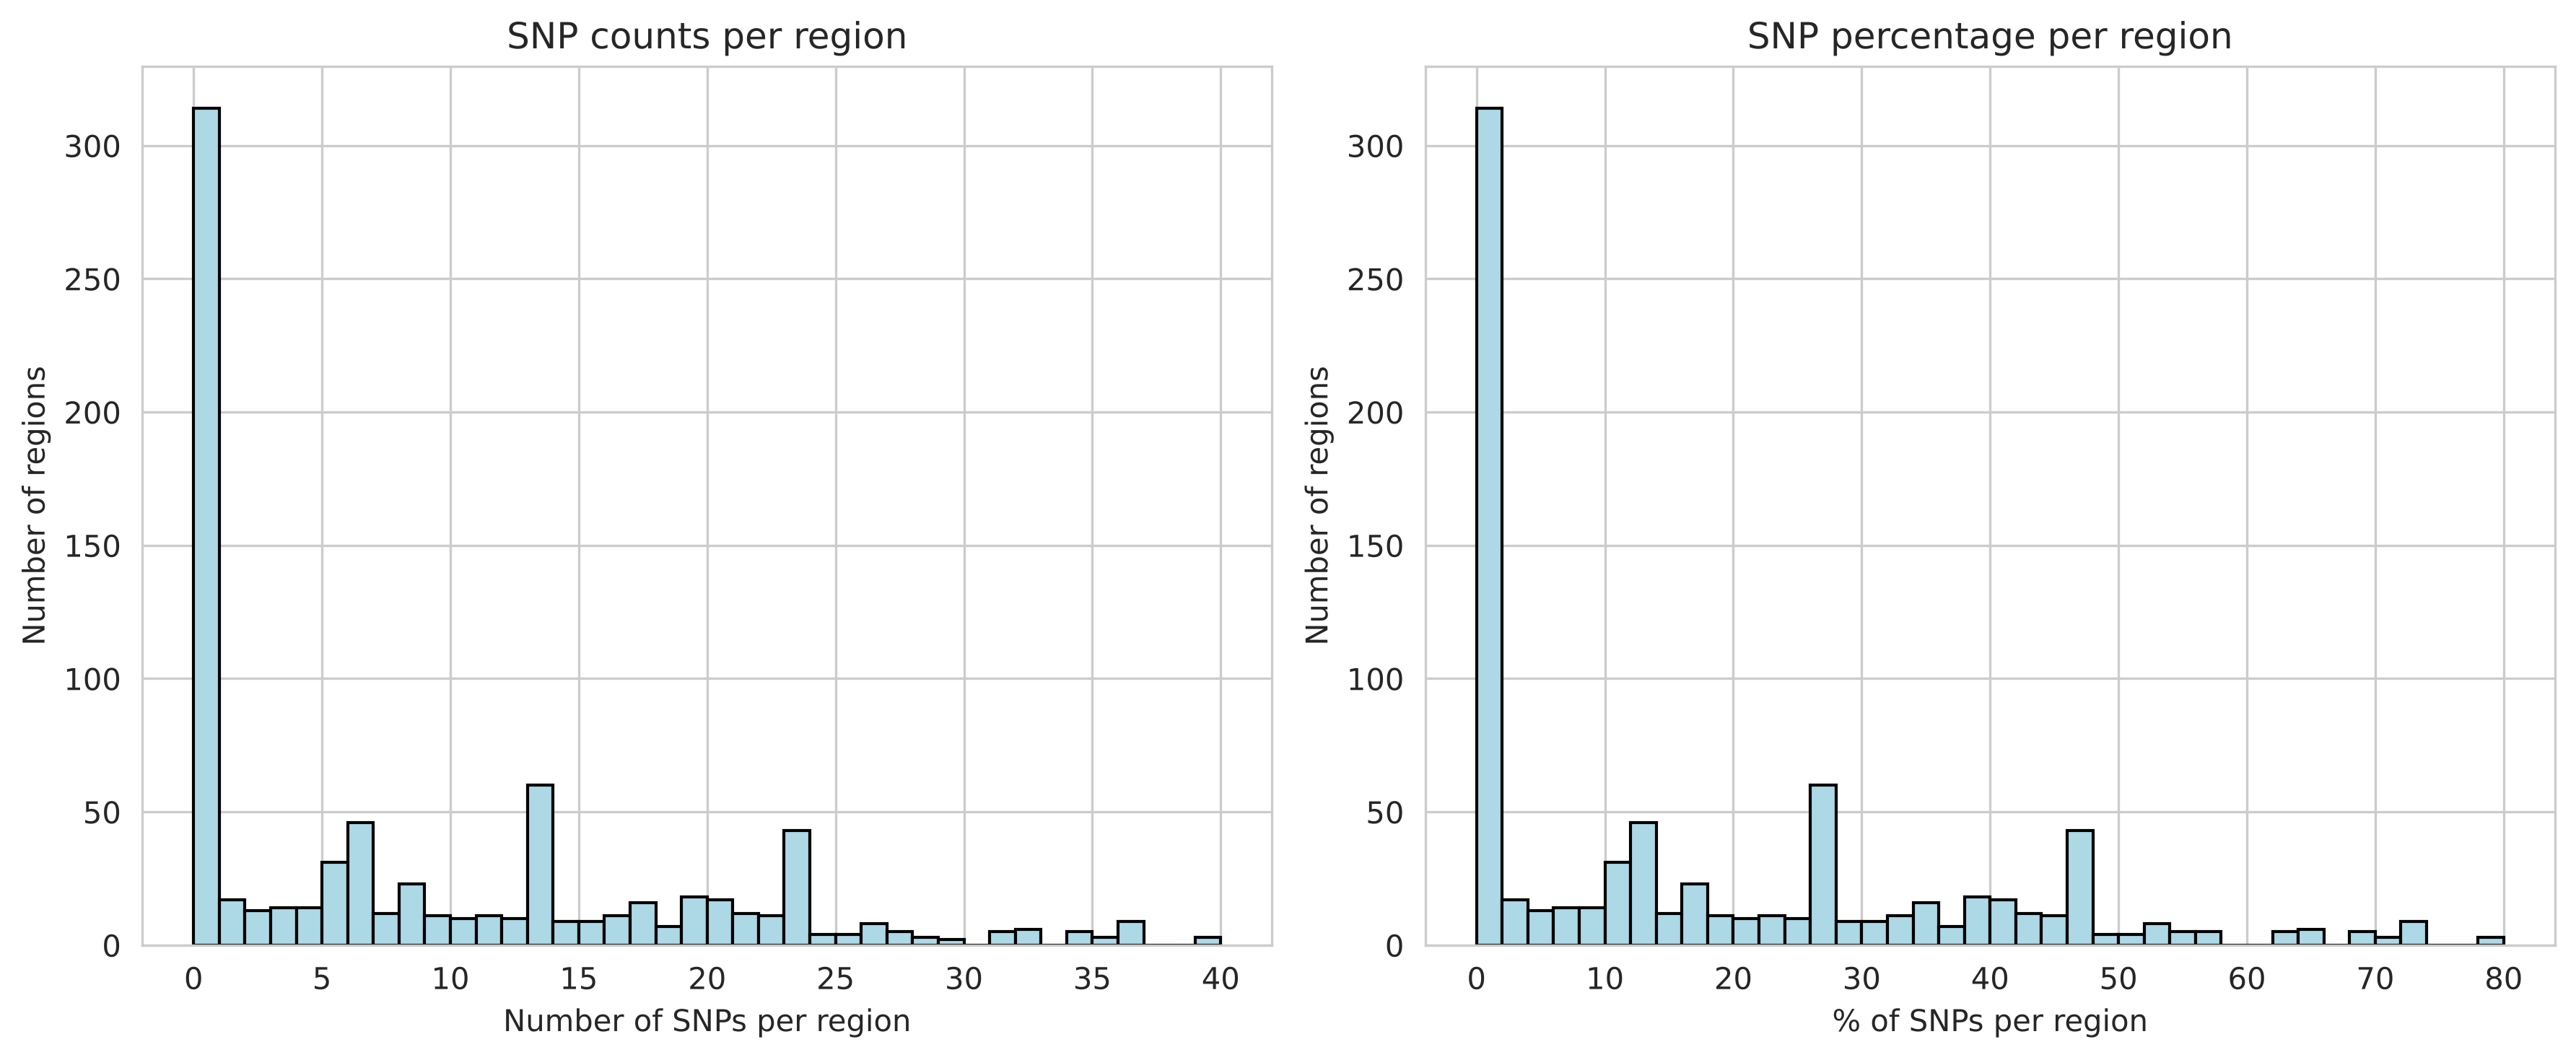 SNP counts per region
300
250
200
150
100
50
0
Number of regions
0 5 10 15 20 25 30 35 40
Number of SNPs per region
SNP percentage per region
300
250
200
150
100
50
0
Number of regions
0 10 20 30 40 50 60 70 80
% of SNPs per region